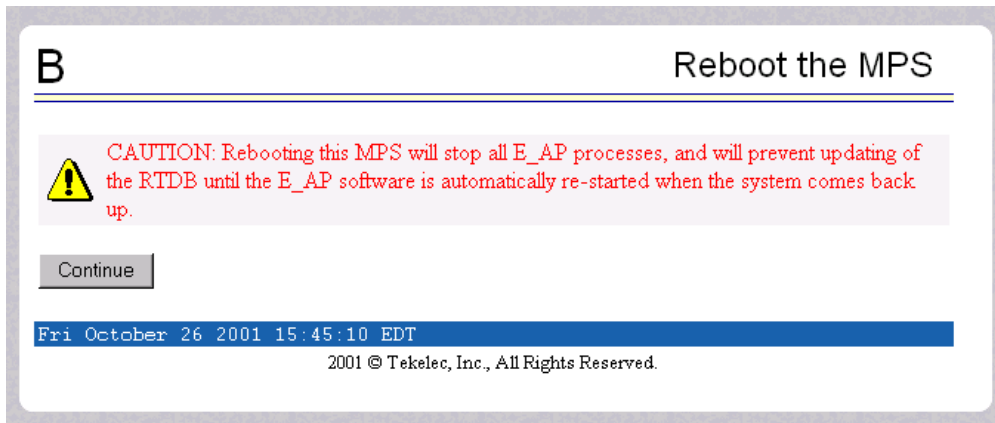 B
Reboot the MPS
CAUTION: Rebooting this MPS will stop all E_AP processes, and will prevent updating of
the RTDB until the E_AP software is automatically re-started when the system comes back
up.
Continue
Fri October 26 2001 15:45:10 EDT
2001 © Tekelec, Inc., All Rights Reserved.